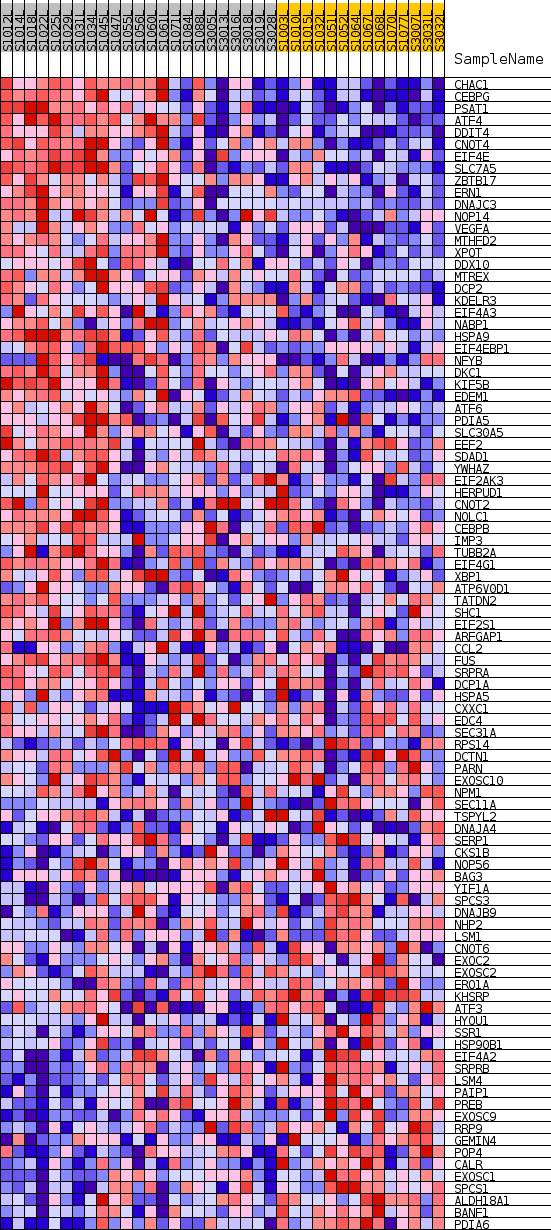 S1012
S1014
S1018
S1022
S1025
S1029
S1031
S1034
S1045
S1047
S1055
S1056
S1060
S1061
S1071
S1084
S1088
S3005
S3013
S3016
S3018
S3019
S3028
S1003
S1010
S1015
S1032
S1051
S1052
S1064
S1067
S1068
S1070
S1077
S3007
S3031
S3032
SampleName
CHAC1
CEBPG
PSAT1
ATF4
DDIT4
CNOT4
EIF4E
SLC7A5
ZBTB17
ERN1
DNAJC3
NOP14
VEGFA
MTHFD2
XPOT
DDX10
MTREX
DCP2
KDELR3
EIF4A3
NABP1
HSPA9
EIF4EBP1
NFYB
DKC1
KIF5B
EDEM1
ATF6
PDIA5
SLC30A5
EEF2
SDAD1
YWHAZ
EIF2AK3
HERPUD1
CNOT2
NOLC1
CEBPB
IMP3
TUBB2A
EIF4G1
XBP1
ATP6V0D1
TATDN2
SHC1
EIF2S1
ARFGAP1
CCL2
FUS
SRPRA
DCP1A
HSPA5
CXXC1
EDC4
SEC31A
RPS14
DCTN1
PARN
EXOSC10
NPM1
SEC11A
TSPYL2
DNAJA4
SERP1
CKS1B
NOP56
BAG3
YIF1A
SPCS3
DNAJB9
NHP2
LSM1
CNOT6
EXOC2
EXOSC2
ERO1A
KHSRP
ATF3
HYOU1
SSR1
HSP90B1
EIF4A2
SRPRB
LSM4
PAIP1
PREB
EXOSC9
RRP9
GEMIN4
POP4
CALR
EXOSC1
SPCS1
ALDH18A1
BANF1
PDIA6